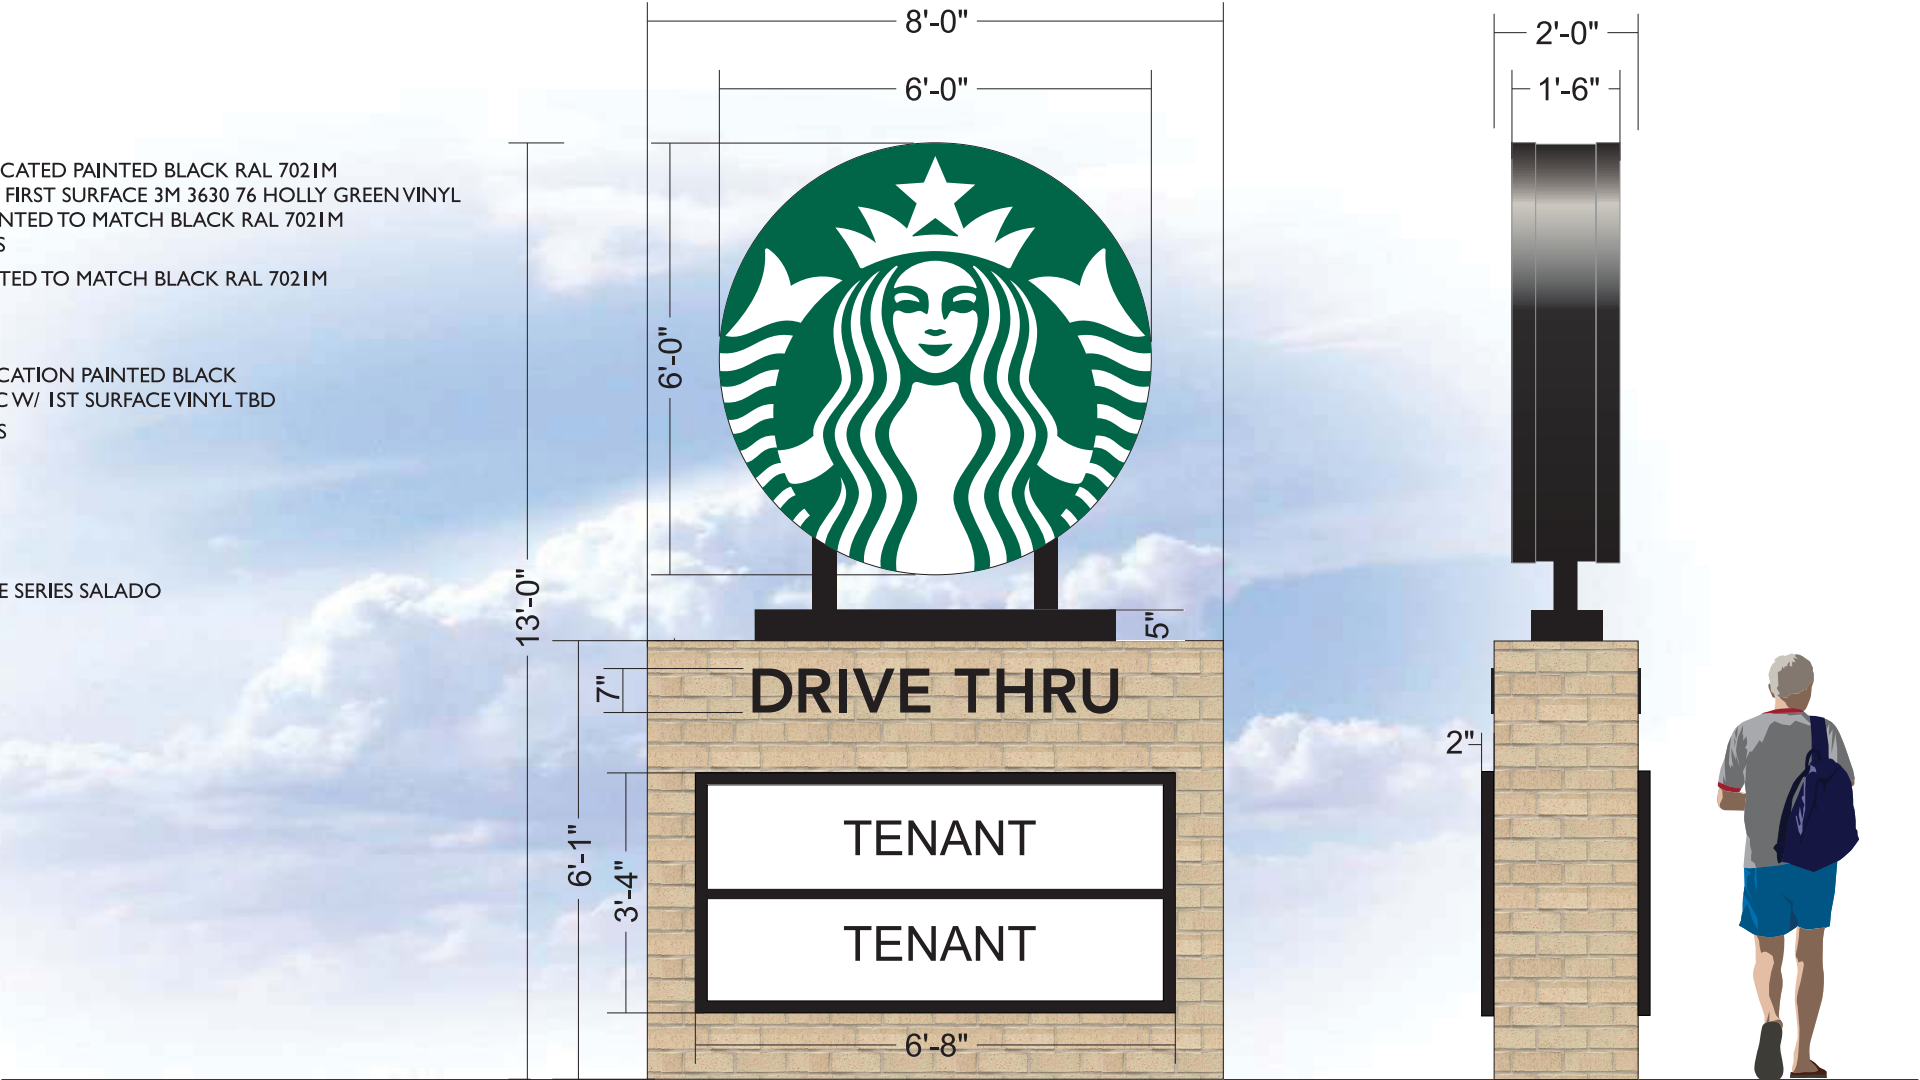 8'-0"
2'-0"
6'-0"
1'-6"
CATED PAINTED BLACK RAL 7021M
FIRST SURFACE 3M 3630 76 HOLLY GREEN VINYL
NTED TO MATCH BLACK RAL 7021M
S
TED TO MATCH BLACK RAL 7021M
6'-0"
CATION PAINTED BLACK
C W/ 1ST SURFACE VINYL TBD
S
E SERIES SALADO
13'-0"
5"
7"
DRIVE THRU
2"
TENANT
6'-1"
3'-4"
TENANT
6'-8"